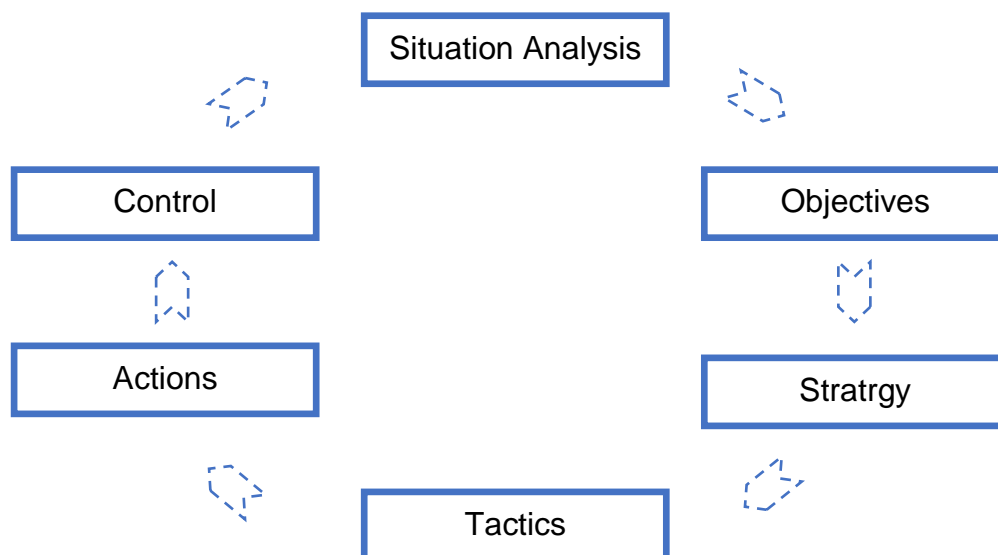 Situation Analysis
Control
Objectives
Actions
Stratrgy
Tactics